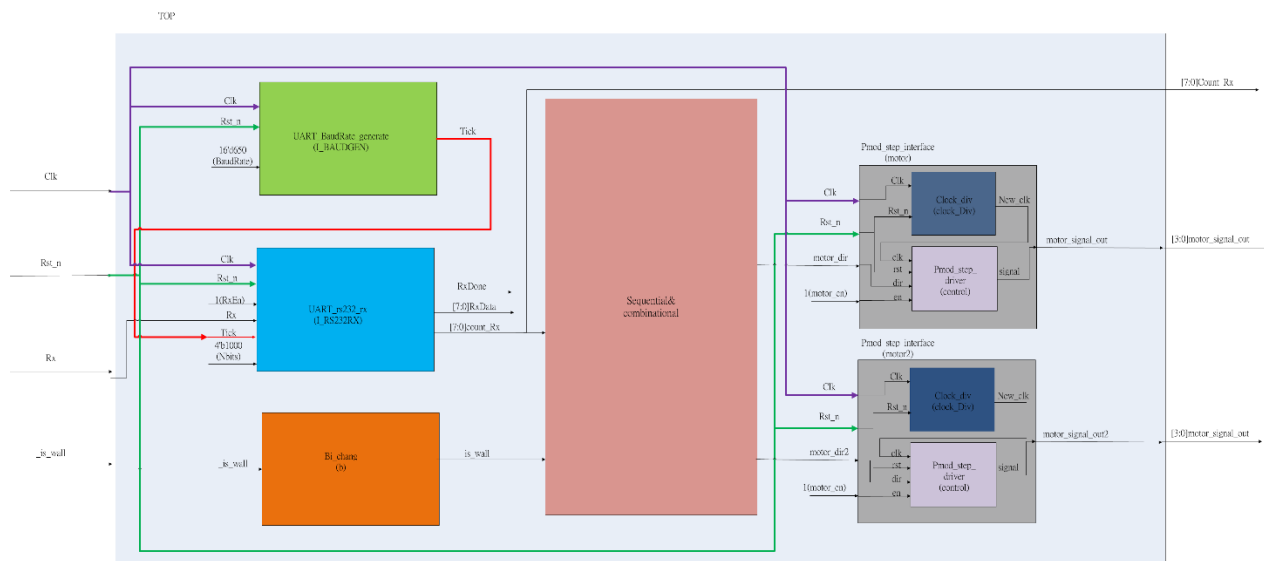 TOP
[7:0]Count_Rx
Clk
Rst_n
UART_BaudRate_generate
(I_BAUDGEN)
Tick
16'd650
(BaudRate)
Clk
Pmod_step_interface
(motor)
Clk
Clk
Clock_div
(clock_Div)
New_clk
Rst_n
Rst_n
motor_signal_out
[3:0]motor_signal_out
motor_dir
clk
rst
dir
en
Pmod_step_
driver
(control)
signal
1(motor_en)
Rst_n
Clk
Rst_n
1(RxEn)
Rx
Tick
4'b1000
(Nbits)
UART_rs232_rx
(I_RS232RX)
RxDone
[7:0]RxData
[7:0]count_Rx
Sequential&
combinational
Rx
Pmod_step_interface
(motor2)
Clk
Clk
Clock_div
(clock_Div)
New_clk
Rst_n
Rst_n
motor_signal_out2
[3:0]motor_signal_out
motor_dir2
clk
rst
dir
en
Pmod_step_
driver
(control)
signal
1(motor_en)
_is_wall
_is_wall
Bi_chang
(b)
is_wall